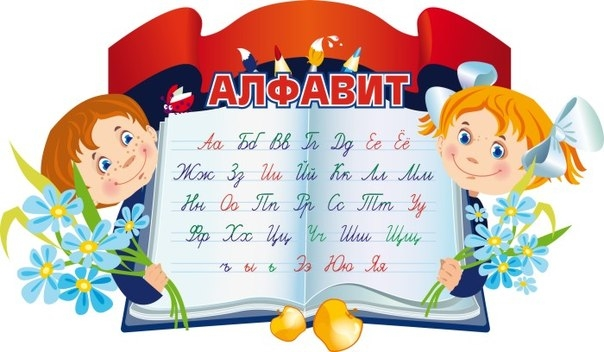 АЛФАВИТ
Аа Бб Вв Гг Дд Ее Ёё
Жж Зз Ии Йй Кк Лл Мм
Нн Оо Пп Рр Сс Тт Уу
Фф Хх Цц Чч Шш Щщ
ъ ы ь Ээ Юю Яя